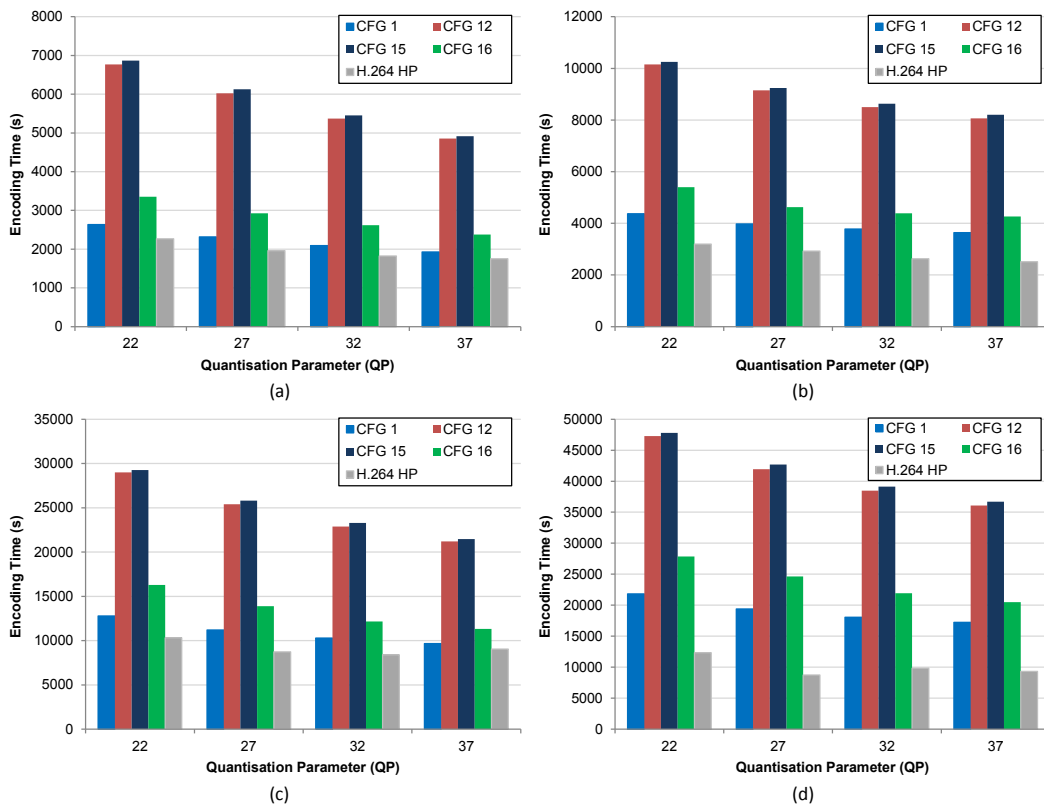 8000
7000
6000
5000
4000
3000
2000
1000
0
Encoding Time (s)
CFG 1 CFG 12
CFG 15 CFG 16
H.264 HP
22 27 32 37
Quantisation Parameter (QP)
(a)
12000
10000
8000
6000
4000
2000
0
Encoding Time (s)
CFG 1 CFG 12
CFG 15 CFG 16
H.264 HP
22 27 32 37
Quantisation Parameter (QP)
(b)
35000
30000
25000
20000
15000
10000
5000
0
Encoding Time (s)
CFG 1 CFG 12
CFG 15 CFG 16
H.264 HP
22 27 32 37
Quantisation Parameter (QP)
(c)
50000
45000
40000
35000
30000
25000
20000
15000
10000
5000
0
Encoding Time (s)
CFG 1 CFG 12
CFG 15 CFG 16
H.264 HP
22 27 32 37
Quantisation Parameter (QP)
(d)